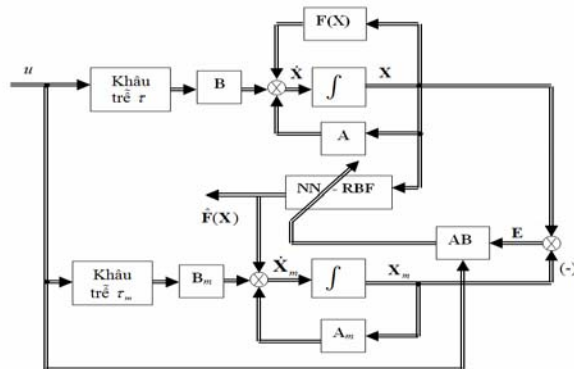 F(X)
u
Khâu
trễ τ
B
Ẋ
∫
X
A
NN - RBF
F̂(X)
AB
E
(-)
Khâu
trễ τₘ
Bₘ
Ẋₘ
∫
Xₘ
Aₘ